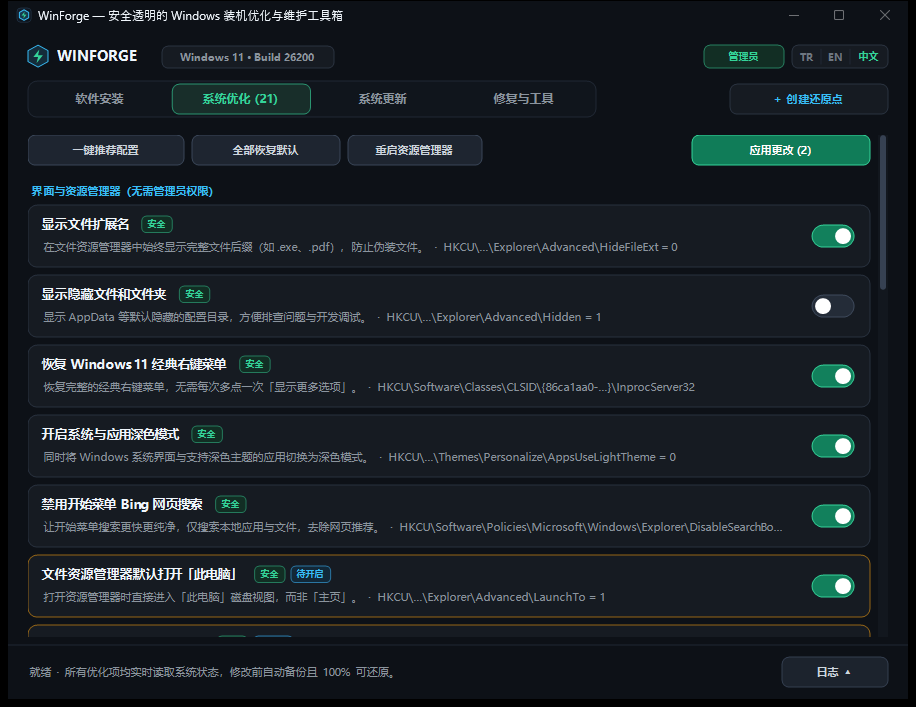 WinForge — 安全透明的 Windows 装机优化与维护工具箱
WINFORGE
Windows 11 • Build 26200
管理员
TR EN 中文
软件安装
系统优化 (21)
系统更新
修复与工具
+ 创建还原点
一键推荐配置
全部恢复默认
重启资源管理器
应用更改 (2)
界面与资源管理器 (无需管理员权限)
显示文件扩展名 安全
在文件资源管理器中始终显示完整文件后缀（如 .exe、.pdf），防止伪装文件。 · HKCU\...\Explorer\Advanced\HideFileExt = 0
显示隐藏文件和文件夹 安全
显示 AppData 等默认隐藏的配置目录，方便排查问题与开发调试。 · HKCU\...\Explorer\Advanced\Hidden = 1
恢复 Windows 11 经典右键菜单 安全
恢复完整的经典右键菜单，无需每次多点一次「显示更多选项」。 · HKCU\Software\Classes\CLSID\{86ca1aa0-...}\InprocServer32
开启系统与应用深色模式 安全
同时将 Windows 系统界面与支持深色主题的应用切换为深色模式。 · HKCU\...\Themes\Personalize\AppsUseLightTheme = 0
禁用开始菜单 Bing 网页搜索 安全
让开始菜单搜索更快更纯净，仅搜索本地应用与文件，去除网页推荐。 · HKCU\Software\Policies\Microsoft\Windows\Explorer\DisableSearchBo...
文件资源管理器默认打开「此电脑」 安全 待开启
打开资源管理器时直接进入「此电脑」磁盘视图，而非「主页」。 · HKCU\...\Explorer\Advanced\LaunchTo = 1
就绪 · 所有优化项均实时读取系统状态，修改前自动备份且 100% 可还原。
日志 ▲